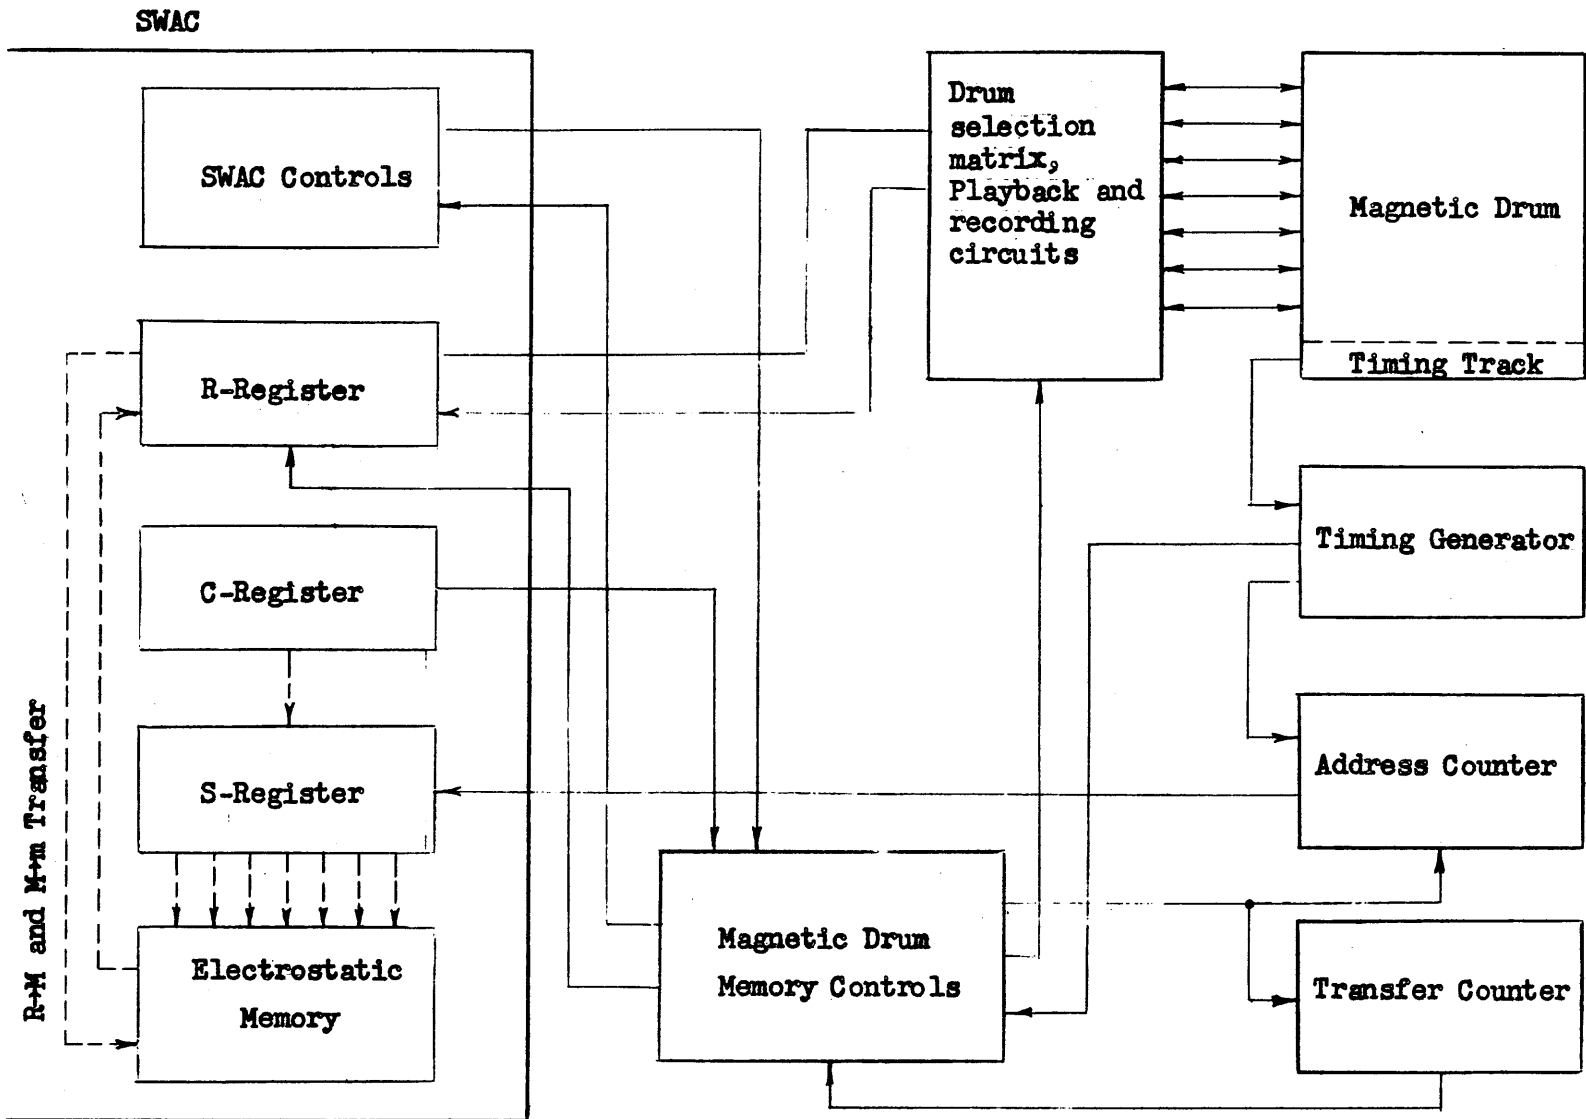 SWAC
SWAC Controls
R-Register
C-Register
S-Register
Electrostatic
Memory
R→M and M→m Transfer
Drum
selection
matrix,
Playback and
recording
circuits
Magnetic Drum
Timing Track
Timing Generator
Address Counter
Magnetic Drum
Memory Controls
Transfer Counter